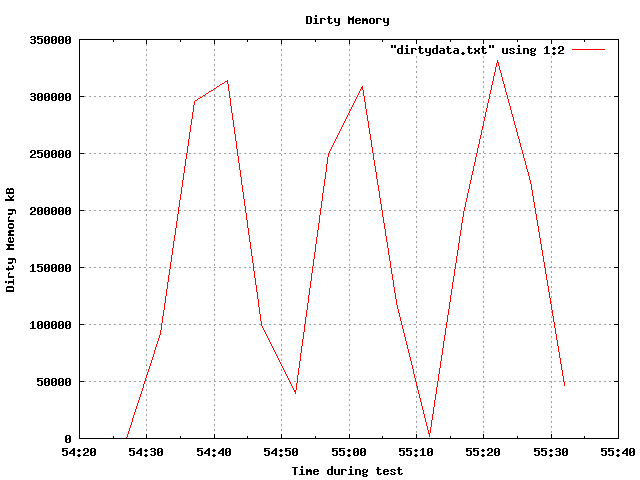 Dirty Memory
"dirtydata.txt" using 1:2
350000
300000
250000
200000
150000
100000
50000
0
Dirty Memory kB
54:20 54:30 54:40 54:50 55:00 55:10 55:20 55:30 55:40
Time during test